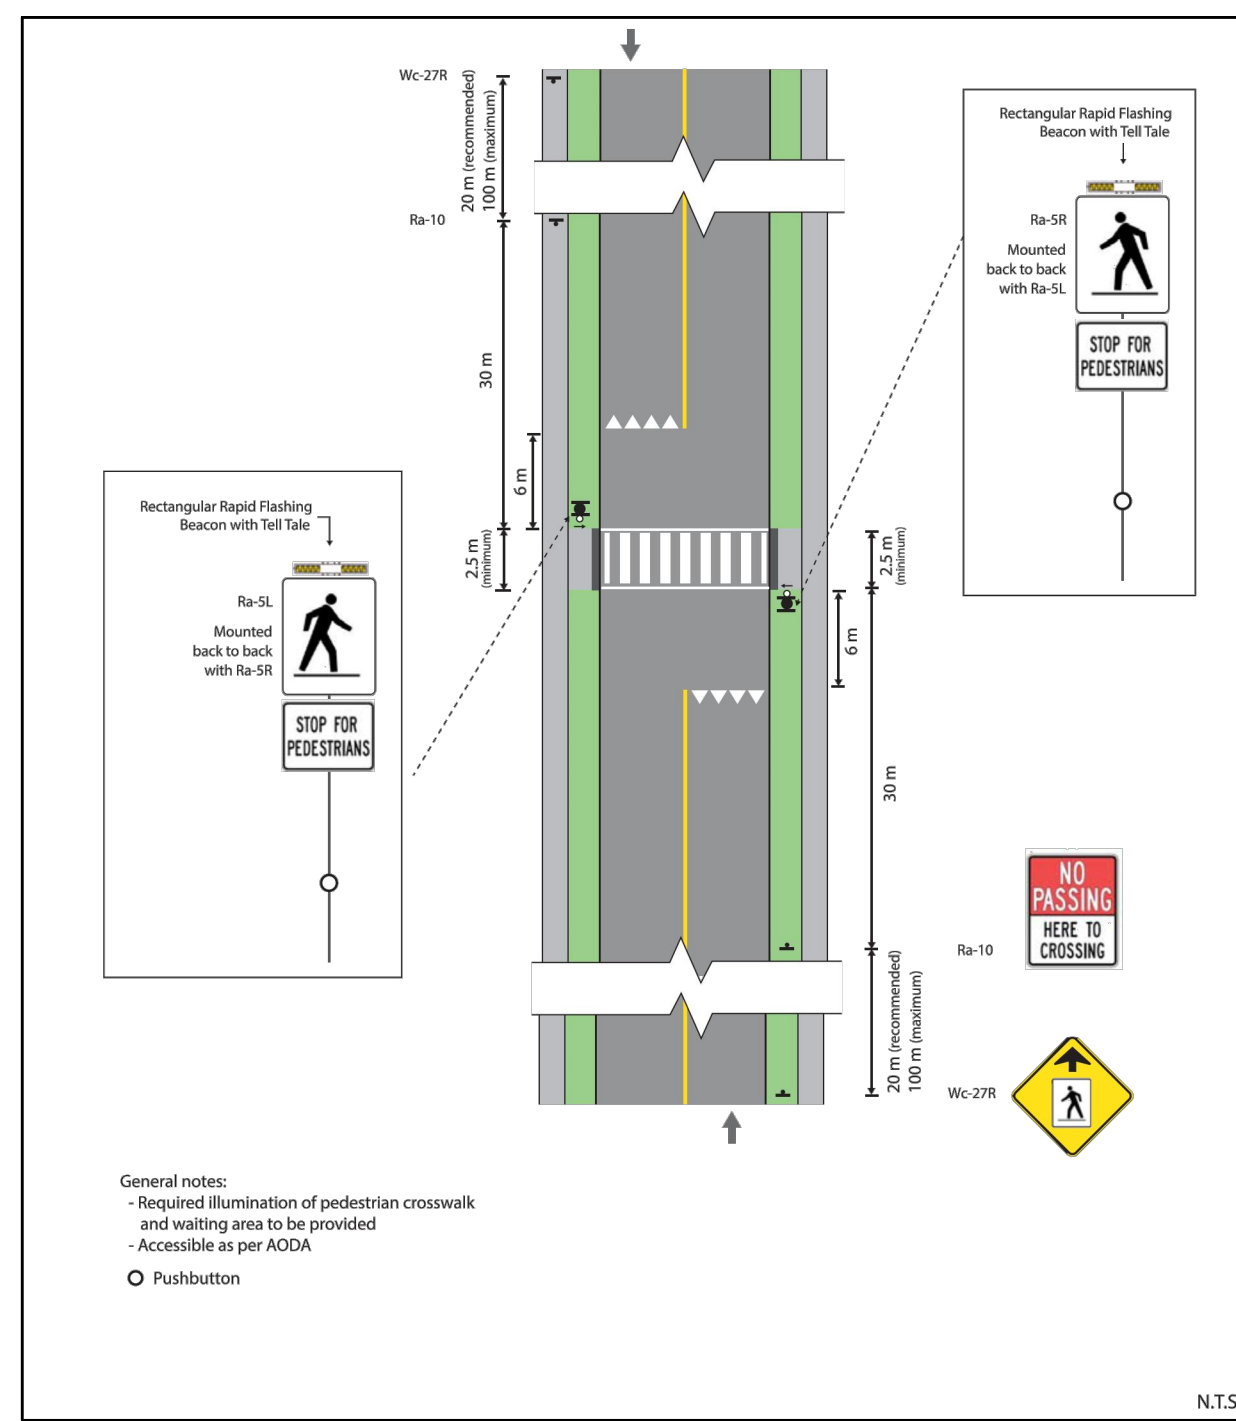 Wc-27R
20 m (recommended)
100 m (maximum)
Ra-10
30 m
6 m
2.5 m
(minimum)
Rectangular Rapid Flashing
Beacon with Tell Tale
Ra-5R
Mounted
back to back
with Ra-5L
STOP FOR
PEDESTRIANS
Rectangular Rapid Flashing
Beacon with Tell Tale
Ra-5L
Mounted
back to back
with Ra-5R
STOP FOR
PEDESTRIANS
2.5 m
(minimum)
6 m
30 m
20 m (recommended)
100 m (maximum)
Ra-10
NO
PASSING
HERE TO
CROSSING
Wc-27R
General notes:
- Required illumination of pedestrian crosswalk
and waiting area to be provided
- Accessible as per AODA
Pushbutton
N.T.S